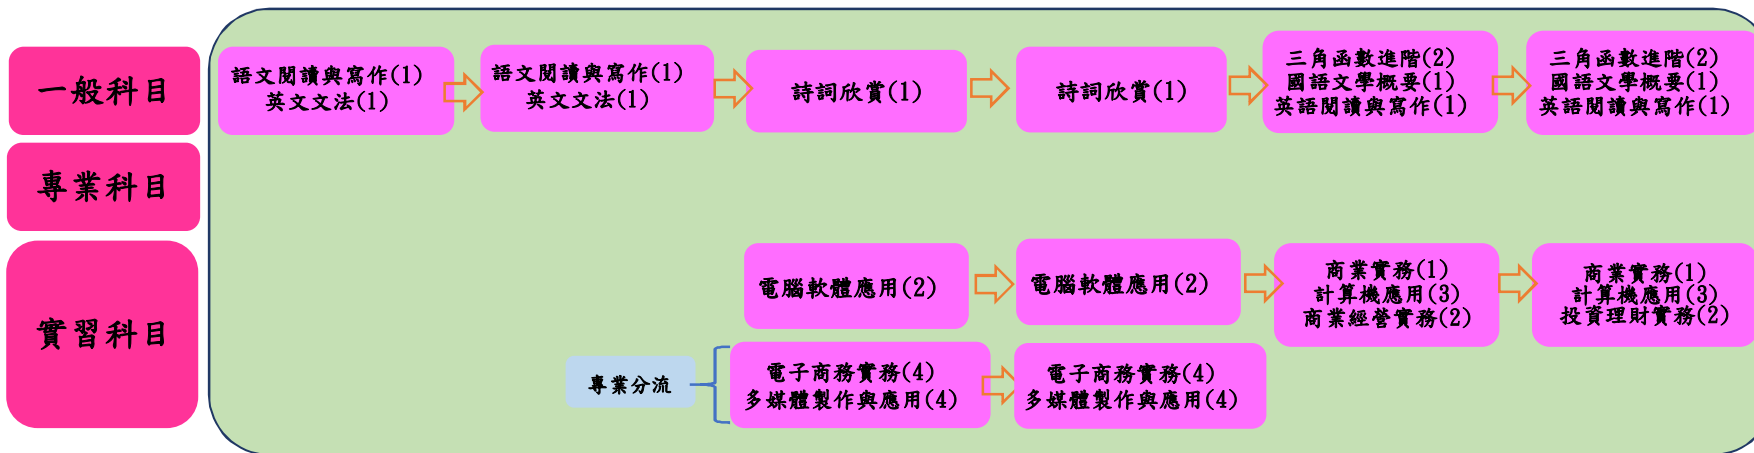 一般科目
語文閱讀與寫作(1)
英文文法(1)
語文閱讀與寫作(1)
英文文法(1)
詩詞欣賞(1)
詩詞欣賞(1)
三角函數進階(2)
國語文學概要(1)
英語閱讀與寫作(1)
三角函數進階(2)
國語文學概要(1)
英語閱讀與寫作(1)
專業科目
實習科目
電腦軟體應用(2)
電腦軟體應用(2)
商業實務(1)
計算機應用(3)
商業經營實務(2)
商業實務(1)
計算機應用(3)
投資理財實務(2)
專業分流
電子商務實務(4)
多媒體製作與應用(4)
電子商務實務(4)
多媒體製作與應用(4)